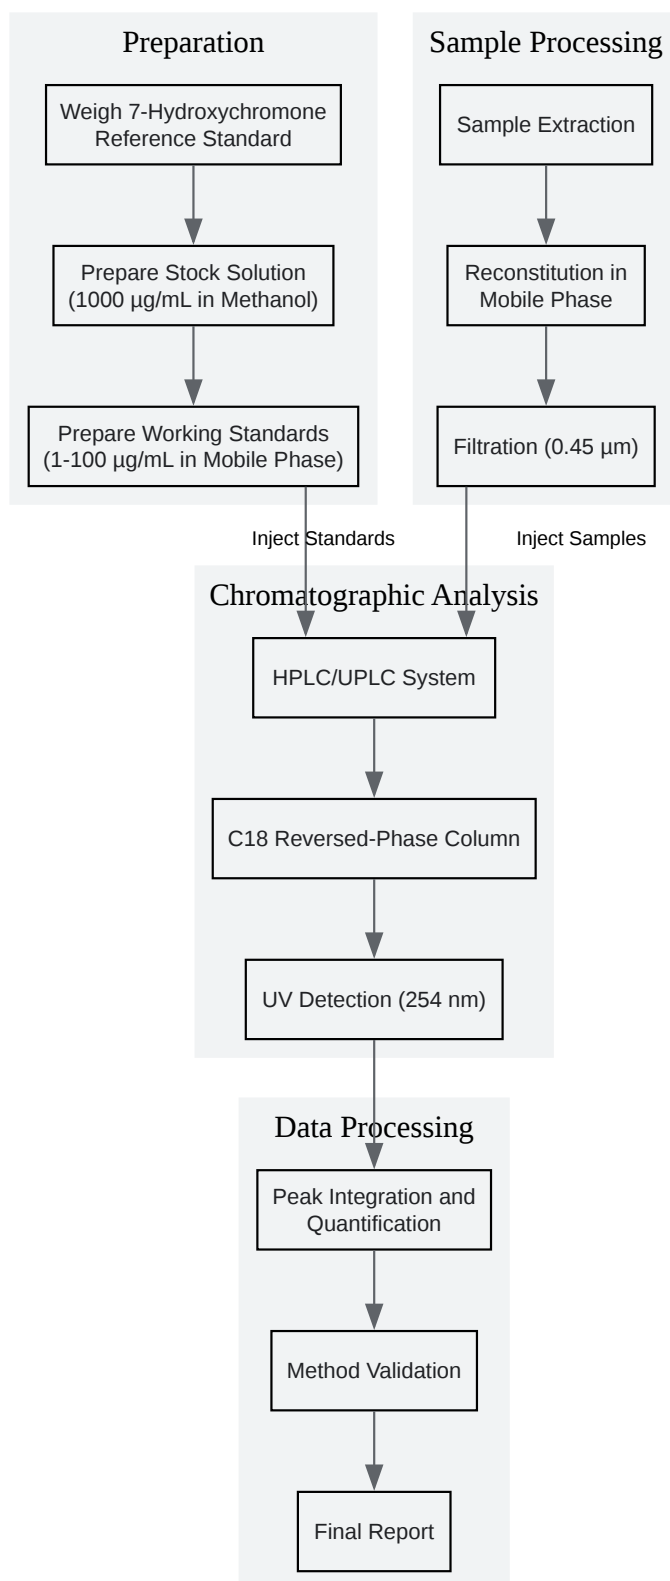 Preparation
Weigh 7-Hydroxychromone
Reference Standard
Prepare Stock Solution
(1000 µg/mL in Methanol)
Prepare Working Standards
(1-100 µg/mL in Mobile Phase)
Sample Processing
Sample Extraction
Reconstitution in
Mobile Phase
Filtration (0.45 µm)
Inject Standards
Inject Samples
Chromatographic Analysis
HPLC/UPLC System
C18 Reversed-Phase Column
UV Detection (254 nm)
Data Processing
Peak Integration and
Quantification
Method Validation
Final Report